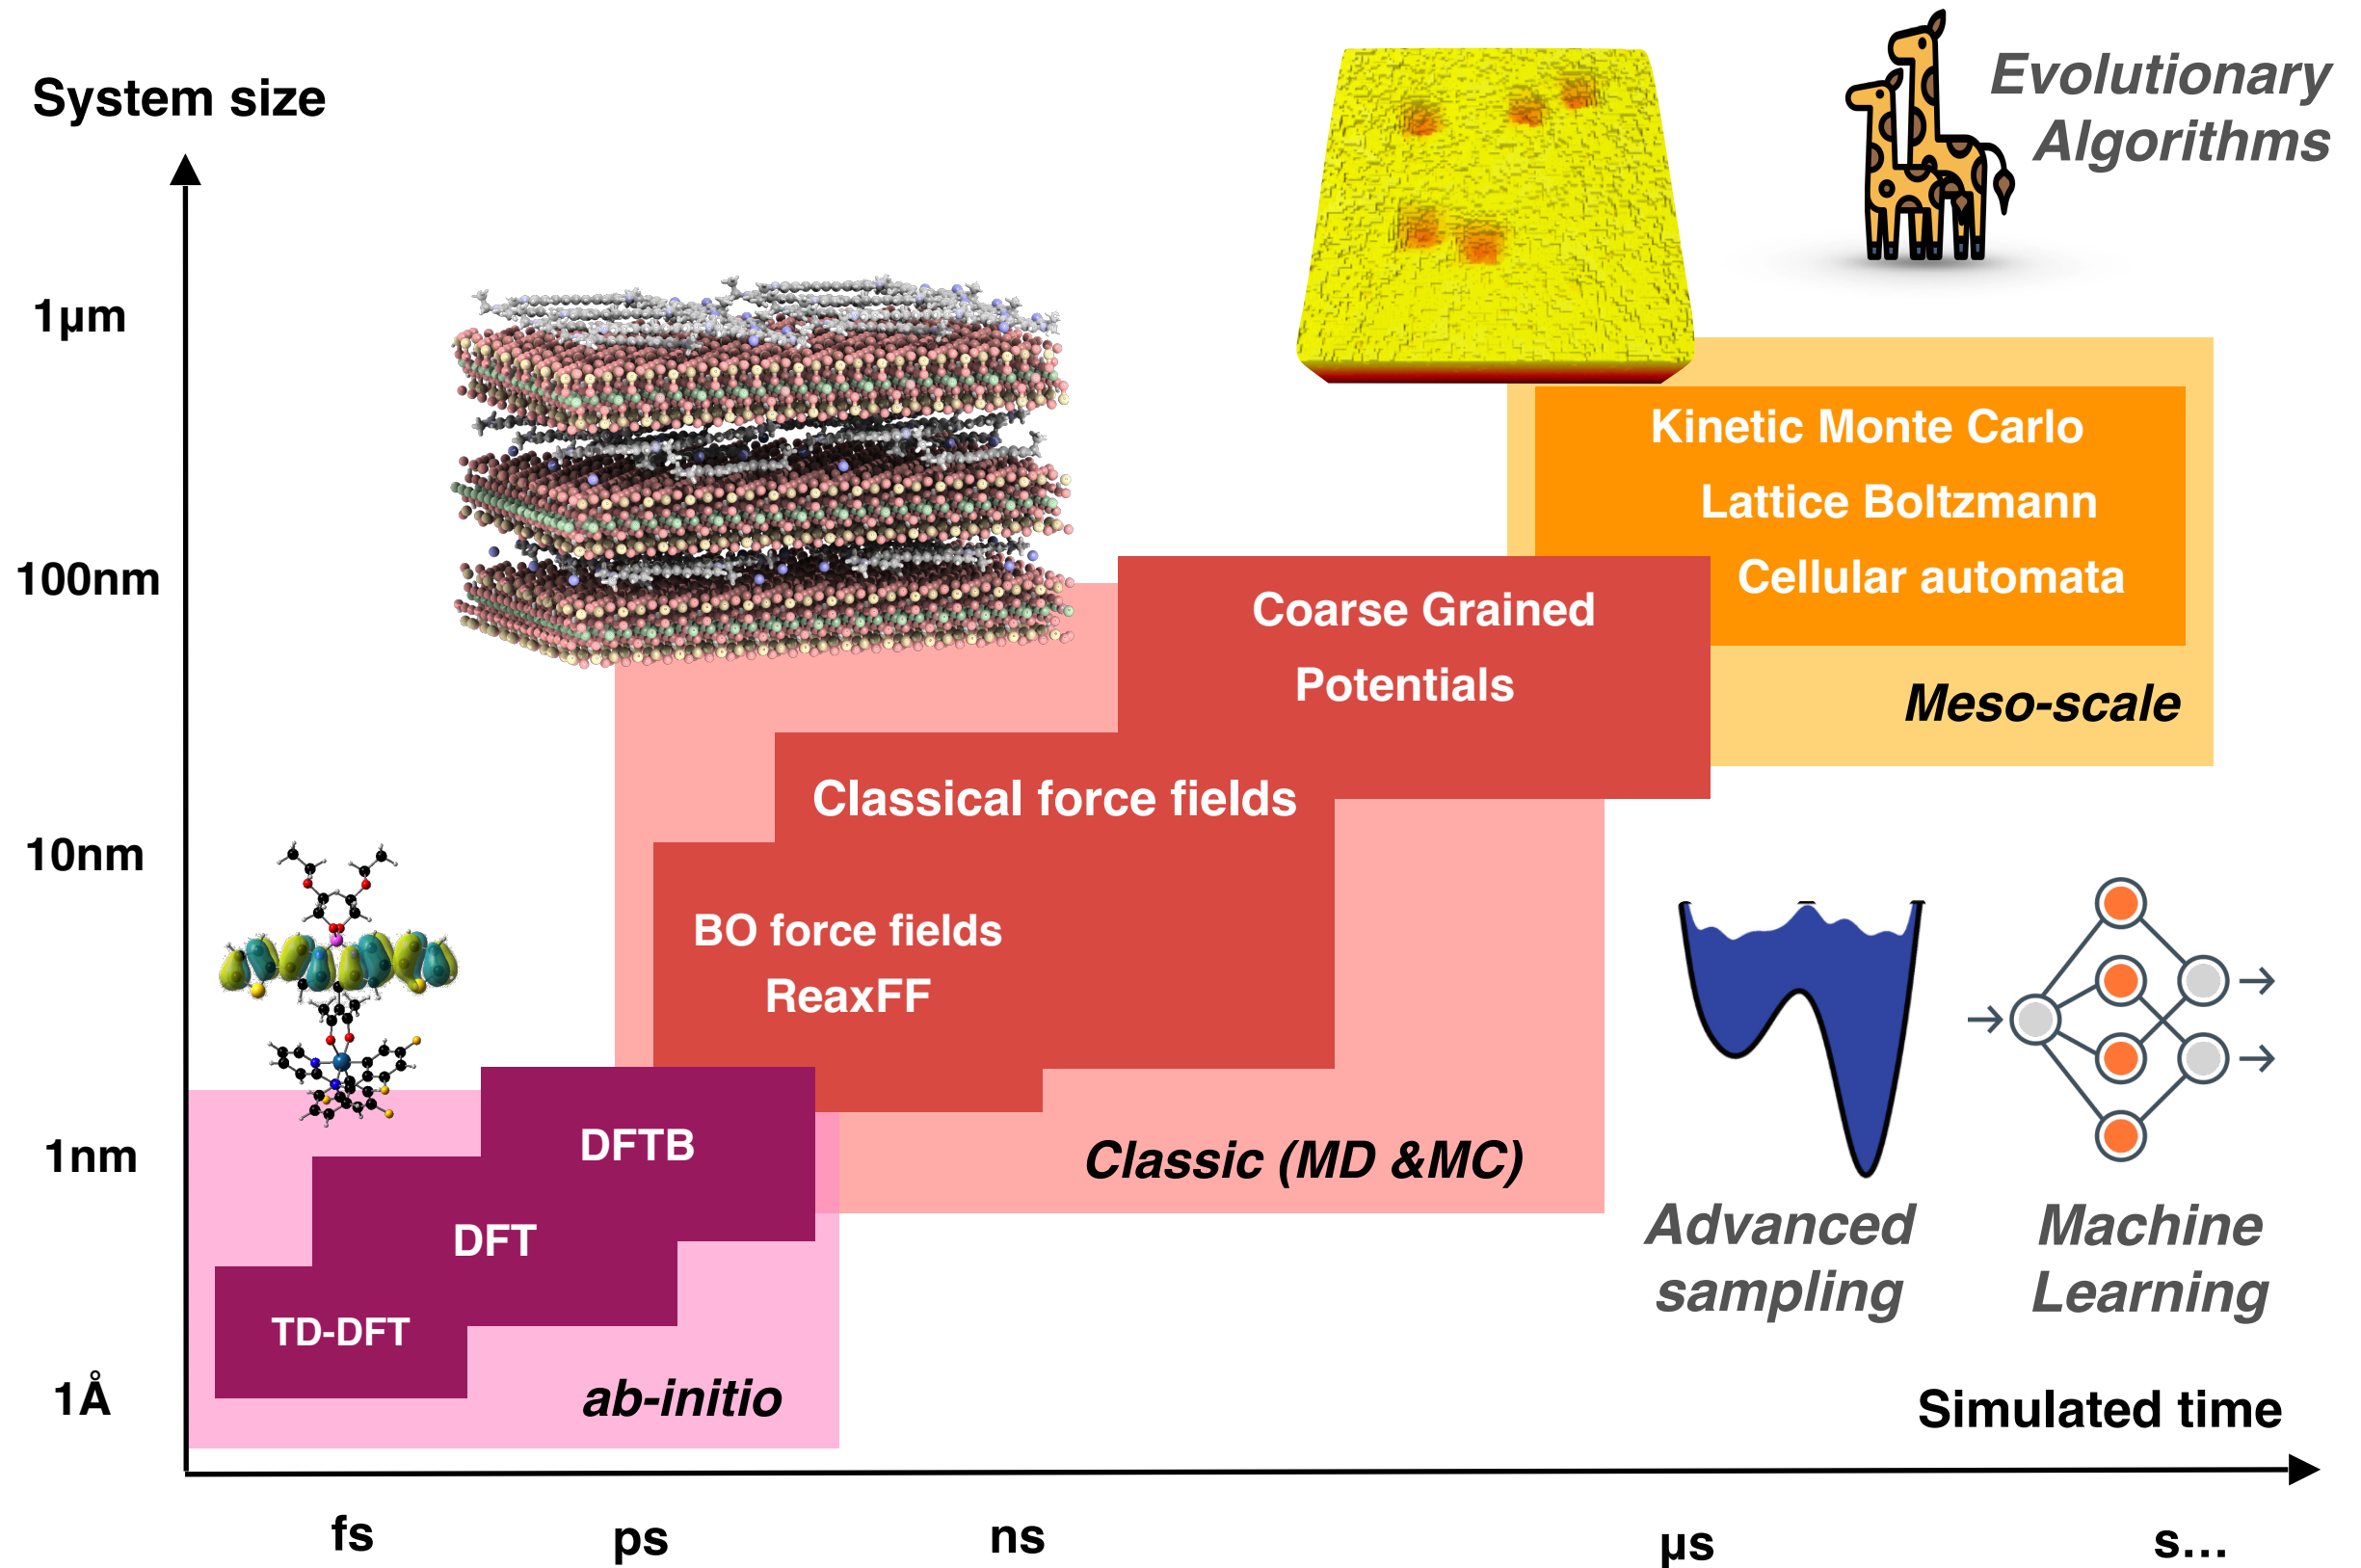 System size
Evolutionary
Algorithms
1µm
Kinetic Monte Carlo
Lattice Boltzmann
Cellular automata
100nm
Coarse Grained
Potentials
Meso-scale
Classical force fields
10nm
BO force fields
ReaxFF
DFTB
1nm
Classic (MD &MC)
DFT
Advanced
sampling
Machine
Learning
TD-DFT
ab-initio
1Å
Simulated time
fs
ps
ns
µs
s...